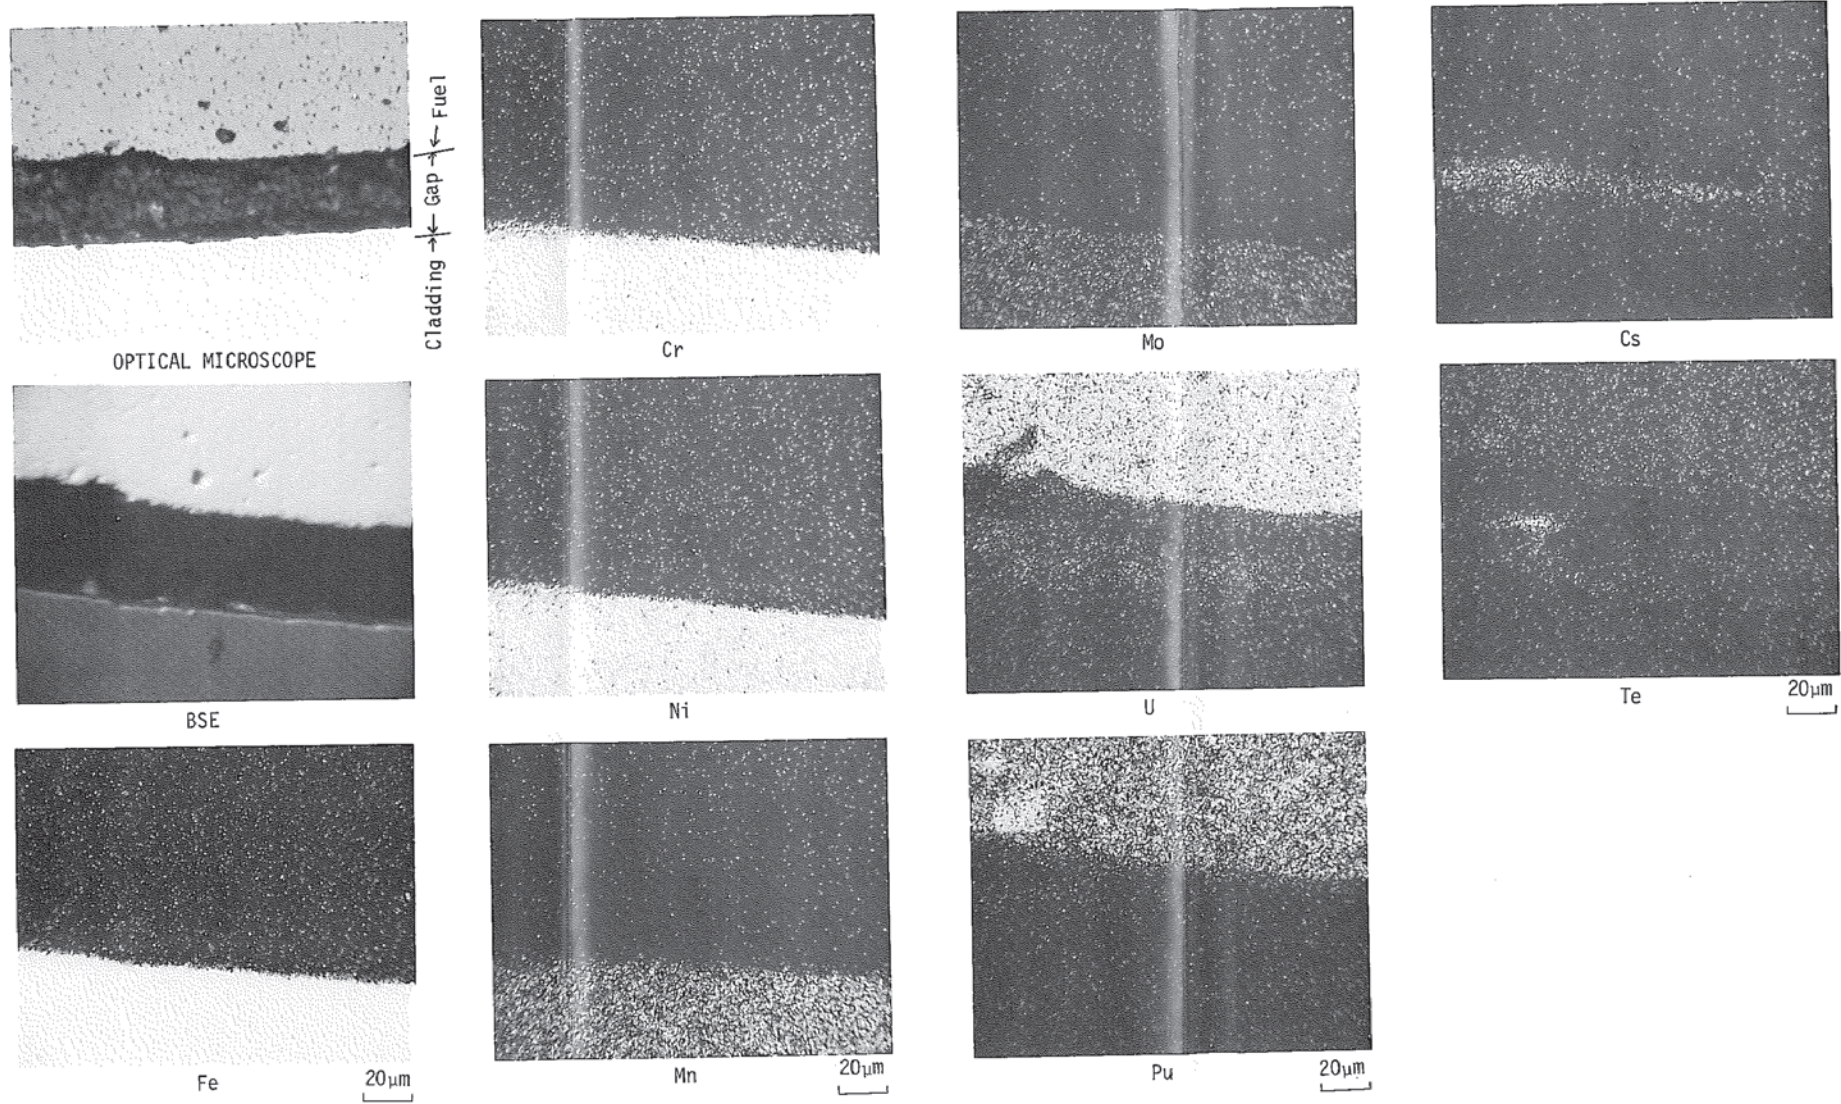 Cladding →← Gap →← Fuel
OPTICAL MICROSCOPE
Cr
Mo
Cs
BSE
Ni
U
Te
20μm
Fe
20μm
Mn
20μm
Pu
20μm